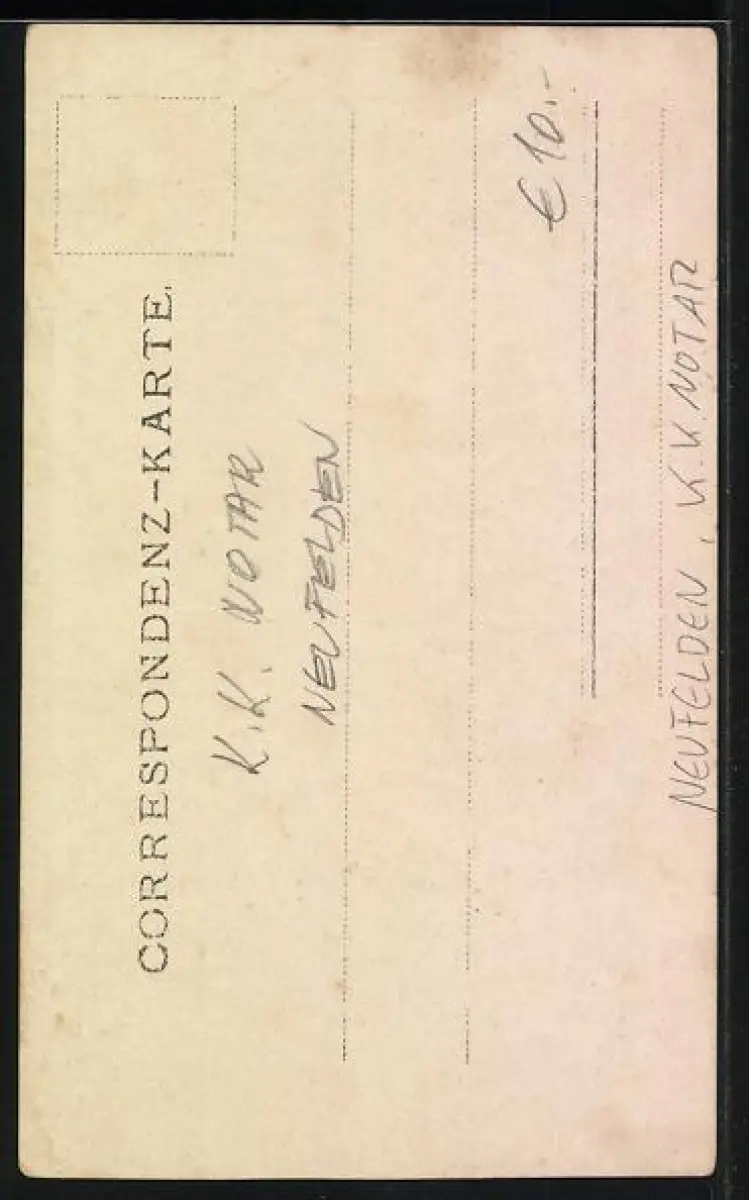 CORRESPONDENZ-KARTE.
K.K. NOTAR
NEUFELDEN
€ 10.-
NEUFELDEN, K.K. NOTAR